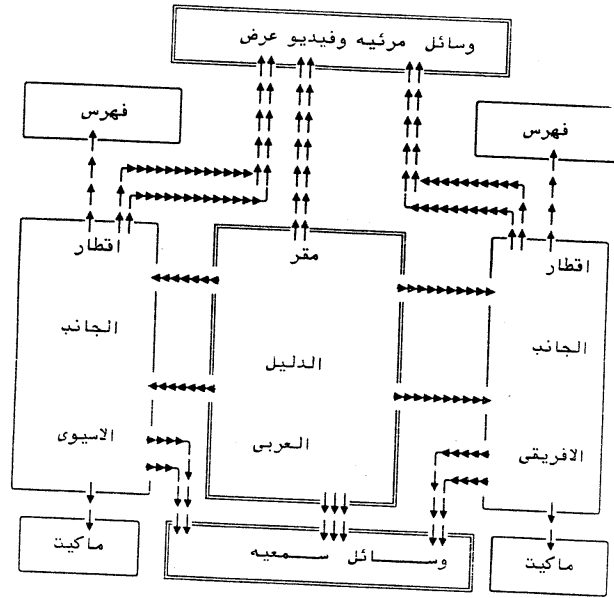 وسائل مرئيه وفيديو عرض
فهرس
فهرس
اقطار
الجانب
الافريقى
مقر
الدليل
العربى
اقطار
الجانب
الاسيوى
ماكيت
وسائل سمعيه
ماكيت